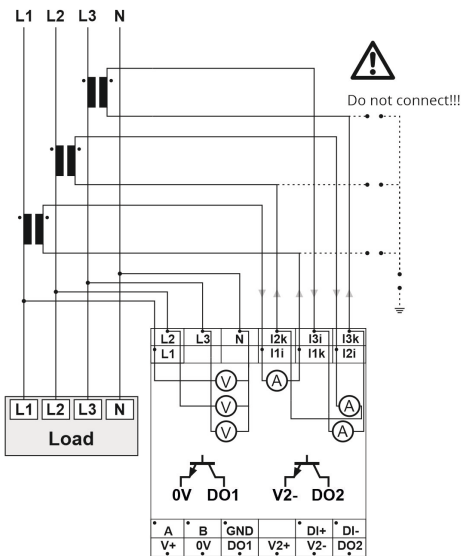 L1 L2 L3 N
Do not connect!!!
L2 L3 N I2k I3i I3k
L1 I1i I1k I2i
V A
V A
V A
L1 L2 L3 N
Load
0V DO1 V2- DO2
A B GND DI+ DI-
V+ 0V DO1 V2+ V2- DO2